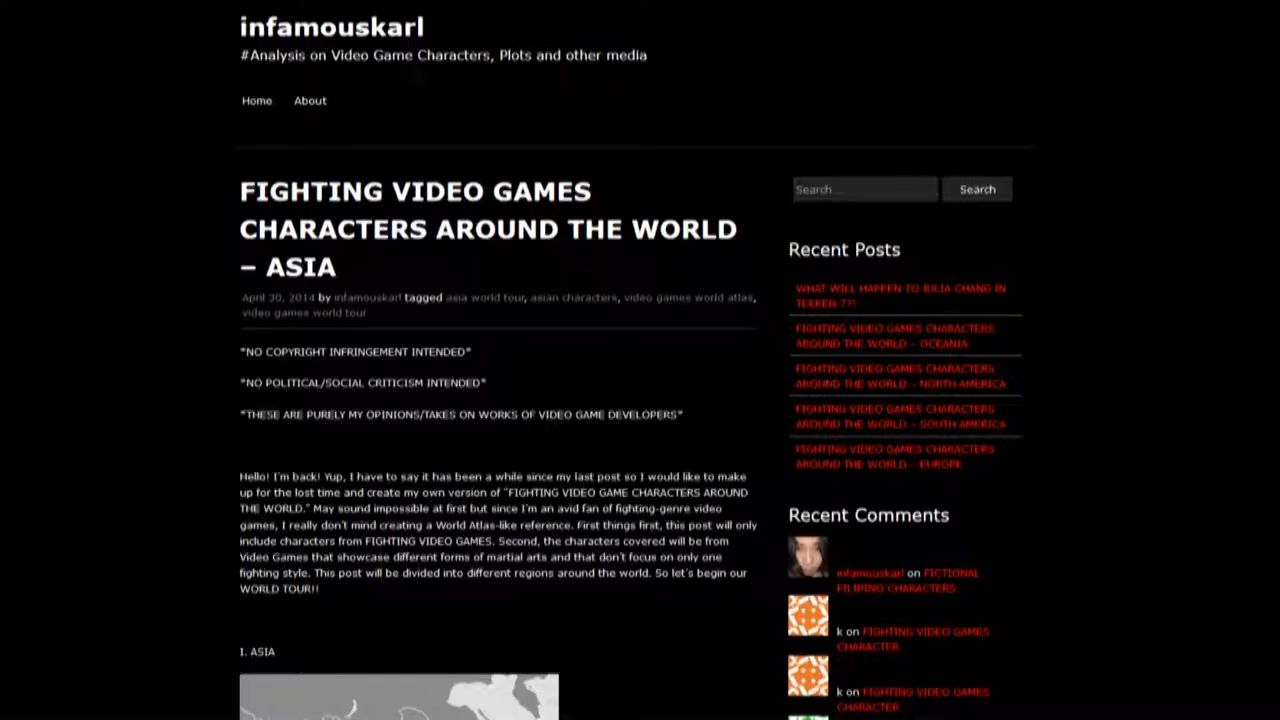 infamouskarl
#Analysis on Video Game Characters, Plots and other media
Home About
FIGHTING VIDEO GAMES
CHARACTERS AROUND THE WORLD
– ASIA
April 30, 2014 by infamouskarl tagged asia world tour, asian characters, video games world atlas,
video games world tour
*NO COPYRIGHT INFRINGEMENT INTENDED*
*NO POLITICAL/SOCIAL CRITICISM INTENDED*
*THESE ARE PURELY MY OPINIONS/TAKES ON WORKS OF VIDEO GAME DEVELOPERS*
Hello! I'm back! Yup, I have to say it has been a while since my last post so I would like to make
up for the lost time and create my own version of "FIGHTING VIDEO GAME CHARACTERS AROUND
THE WORLD." May sound impossible at first but since I'm an avid fan of fighting-genre video
games, I really don't mind creating a World Atlas-like reference. First things first, this post will only
include characters from FIGHTING VIDEO GAMES. Second, the characters covered will be from
Video Games that showcase different forms of martial arts and that don't focus on only one
fighting style. This post will be divided into different regions around the world. So let's begin our
WORLD TOUR!!
I. ASIA
Search...
Search
Recent Posts
WHAT WILL HAPPEN TO JULIA CHANG IN
TEKKEN 7?!
FIGHTING VIDEO GAMES CHARACTERS
AROUND THE WORLD – OCEANIA
FIGHTING VIDEO GAMES CHARACTERS
AROUND THE WORLD – NORTH AMERICA
FIGHTING VIDEO GAMES CHARACTERS
AROUND THE WORLD – SOUTH AMERICA
FIGHTING VIDEO GAMES CHARACTERS
AROUND THE WORLD – EUROPE
Recent Comments
infamouskarl on FICTIONAL
FILIPINO CHARACTERS
k on FIGHTING VIDEO GAMES
CHARACTER
k on FIGHTING VIDEO GAMES
CHARACTER